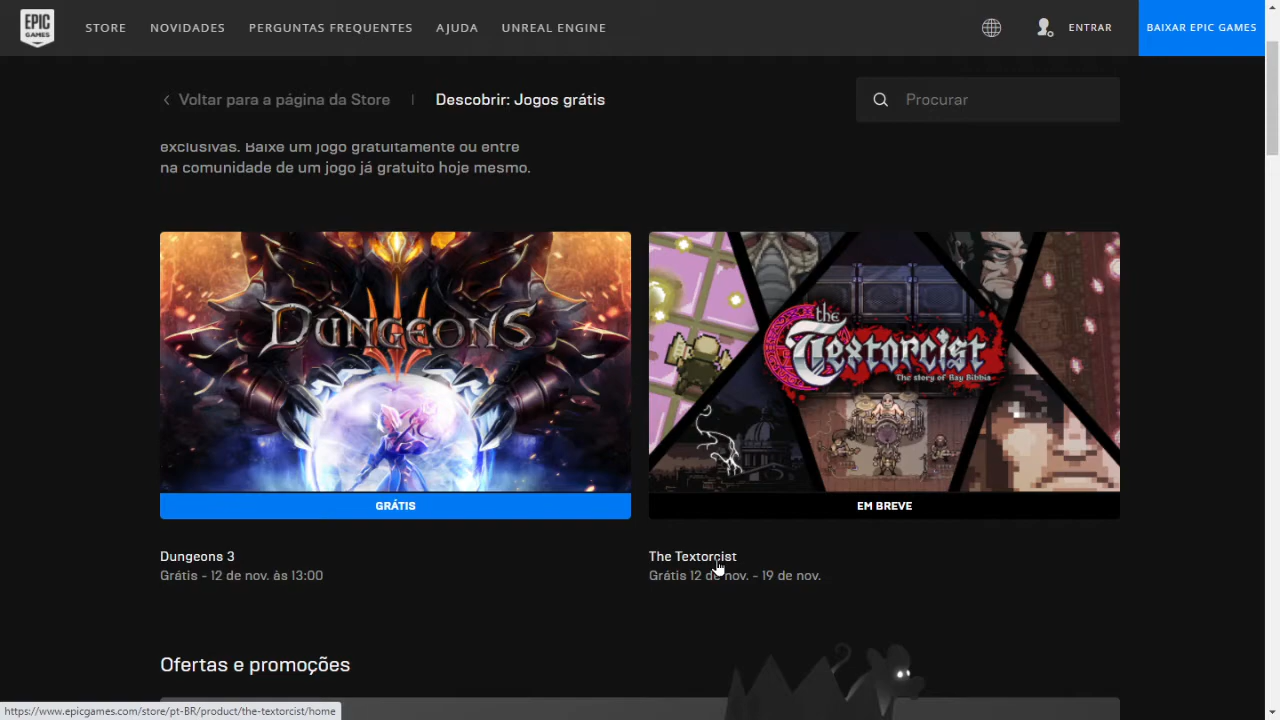 EPIC
GAMES
STORE
NOVIDADES
PERGUNTAS FREQUENTES
AJUDA
UNREAL ENGINE
ENTRAR
BAIXAR EPIC GAMES
Voltar para a página da Store
Descobrir: Jogos grátis
Procurar
exclusivas. Baixe um jogo gratuitamente ou entre
na comunidade de um jogo já gratuito hoje mesmo.
DUNGEONS
the
Textorcist
The story of Ray Bibbia
GRÁTIS
EM BREVE
Dungeons 3
Grátis - 12 de nov. às 13:00
The Textorcist
Grátis 12 de nov. - 19 de nov.
Ofertas e promoções
https://www.epicgames.com/store/pt-BR/product/the-textorcist/home